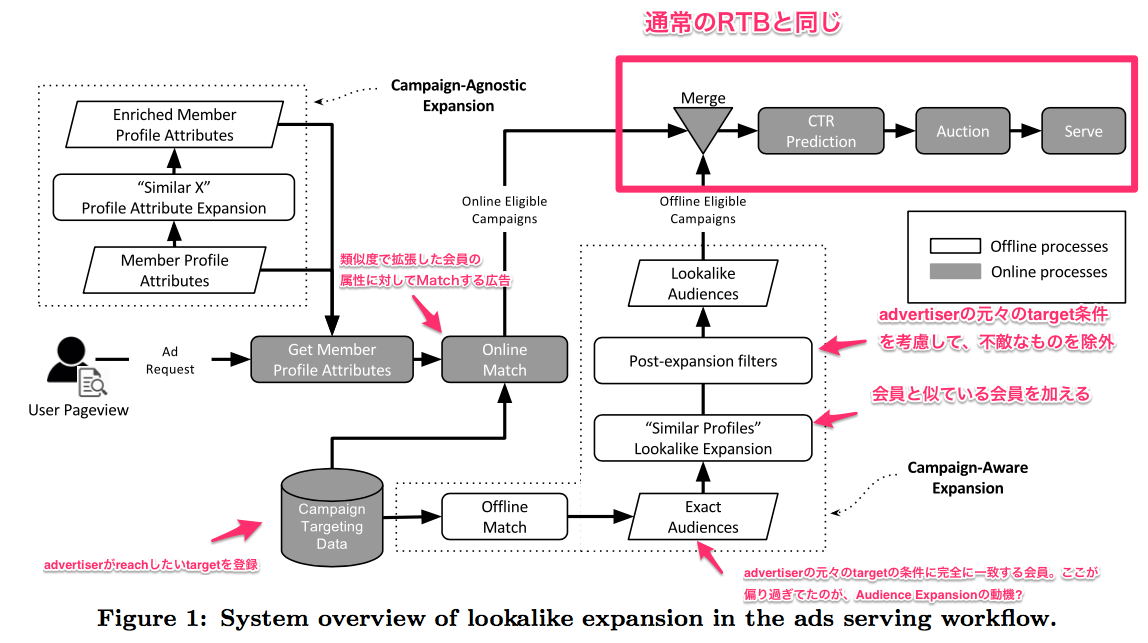 通常のRTBと同じ
Campaign-Agnostic
Expansion
Enriched Member
Profile Attributes
“Similar X”
Profile Attribute Expansion
Member Profile
Attributes
Merge
CTR
Prediction
Auction
Serve
Online Eligible
Campaigns
Offline Eligible
Campaigns
Offline processes
Online processes
類似度で拡張した会員の
属性に対してMatchする広告
Lookalike
Audiences
advertiserの元々のtarget条件
を考慮して、不敵なものを除外
User Pageview
Ad
Request
Get Member
Profile Attributes
Online
Match
Post-expansion filters
会員と似ている会員を加える
“Similar Profiles”
Lookalike Expansion
Campaign-Aware
Expansion
Campaign
Targeting
Data
Offline
Match
Exact
Audiences
advertiserがreachしたいtargetを登録
advertiserの元々のtargetの条件に完全に一致する会員。ここが
偏り過ぎてたのが、Audience Expansionの動機?
Figure 1: System overview of lookalike expansion in the ads serving workflow.